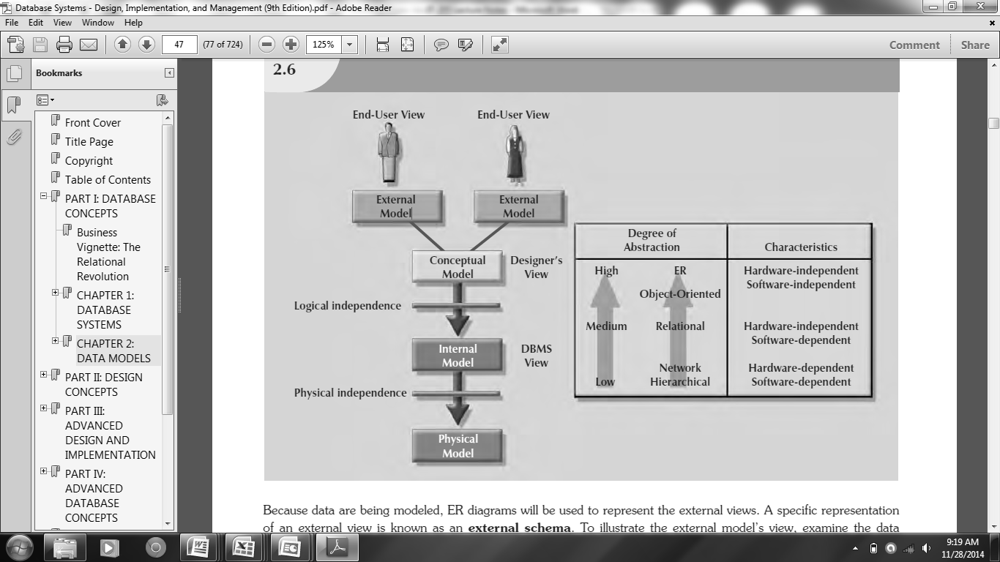 Database Systems - Design, Implementation, and Management (9th Edition).pdf - Adobe Reader
File Edit View Window Help
47 (77 of 724) 125% Comment Share
Bookmarks
Front Cover
Title Page
Copyright
Table of Contents
PART I: DATABASE
CONCEPTS
Business
Vignette: The
Relational
Revolution
CHAPTER 1:
DATABASE
SYSTEMS
CHAPTER 2:
DATA MODELS
PART II: DESIGN
CONCEPTS
PART III:
ADVANCED
DESIGN AND
IMPLEMENTATION
PART IV:
ADVANCED
DATABASE
CONCEPTS
2.6
End-User View End-User View
External
Model
External
Model
Conceptual
Model
Designer's
View
Logical independence
Internal
Model
DBMS
View
Physical independence
Physical
Model
Degree of
Abstraction
Characteristics
High ER Hardware-independent
Software-independent
Object-Oriented
Medium Relational Hardware-independent
Software-dependent
Network Hardware-dependent
Low Hierarchical Software-dependent
Because data are being modeled, ER diagrams will be used to represent the external views. A specific representation
of an external view is known as an external schema. To illustrate the external model's view, examine the data
9:19 AM
11/28/2014